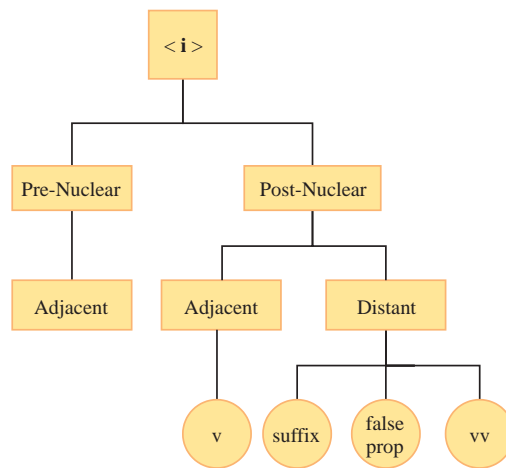 < i >
Pre-Nuclear
Post-Nuclear
Adjacent
Adjacent
Distant
v
suffix
false
prop
vv